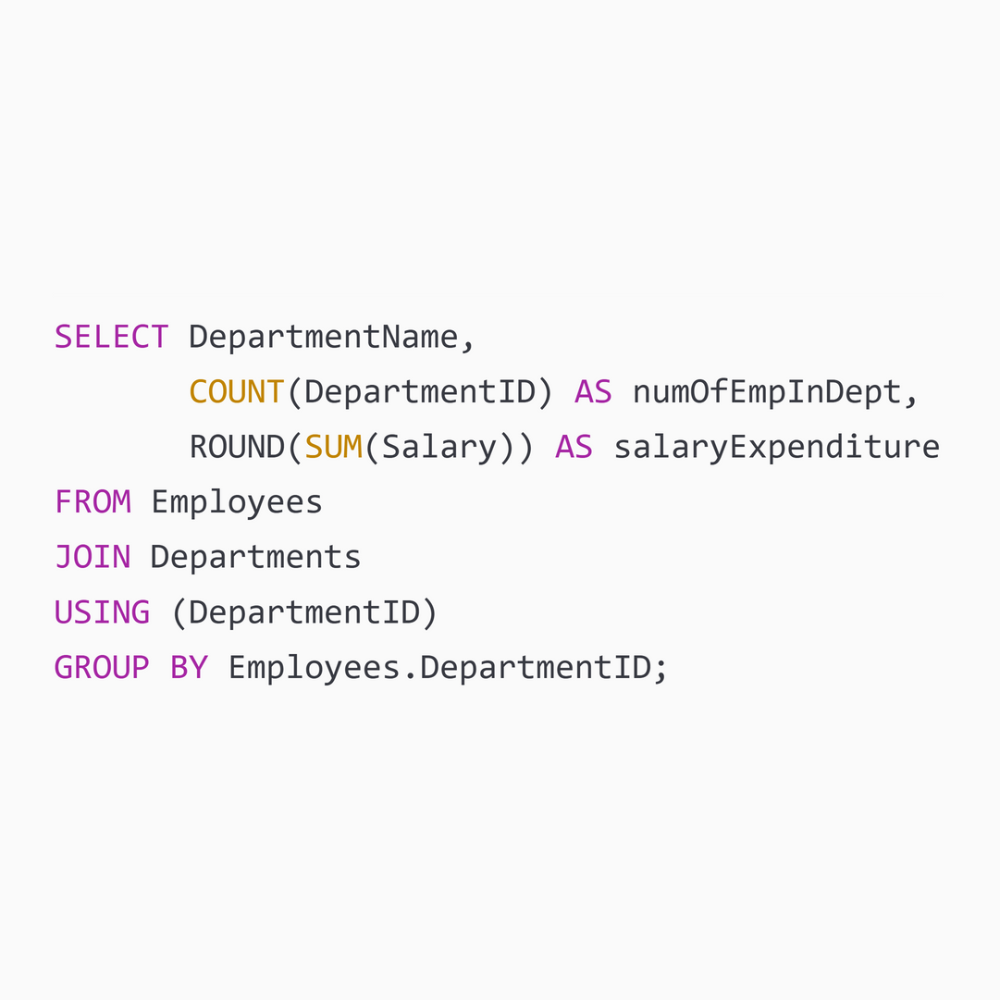 SELECT DepartmentName,
       COUNT(DepartmentID) AS numOfEmpInDept,
       ROUND(SUM(Salary)) AS salaryExpenditure
FROM Employees
JOIN Departments
USING (DepartmentID)
GROUP BY Employees.DepartmentID;